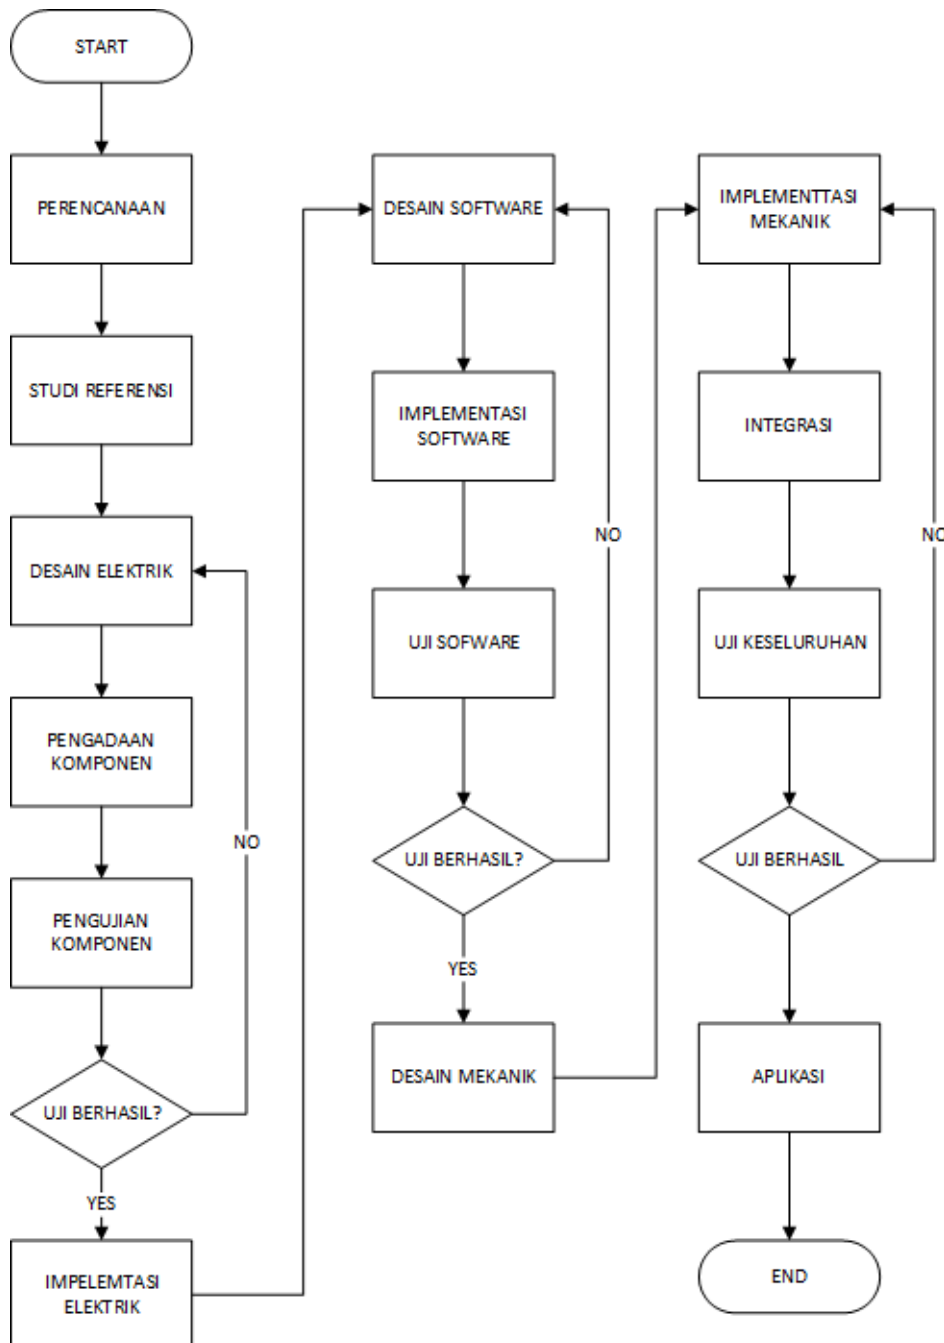 START
PERENCANAAN
STUDI REFERENSI
DESAIN ELEKTRIK
PENGADAAN
KOMPONEN
NO
PENGUJIAN
KOMPONEN
UJI BERHASIL?
YES
IMPELEMTASI
ELEKTRIK
DESAIN SOFTWARE
IMPLEMENTASI
SOFTWARE
NO
UJI SOFWARE
UJI BERHASIL?
YES
DESAIN MEKANIK
IMPLEMENTTASI
MEKANIK
INTEGRASI
NO
UJI KESELURUHAN
UJI BERHASIL
APLIKASI
END